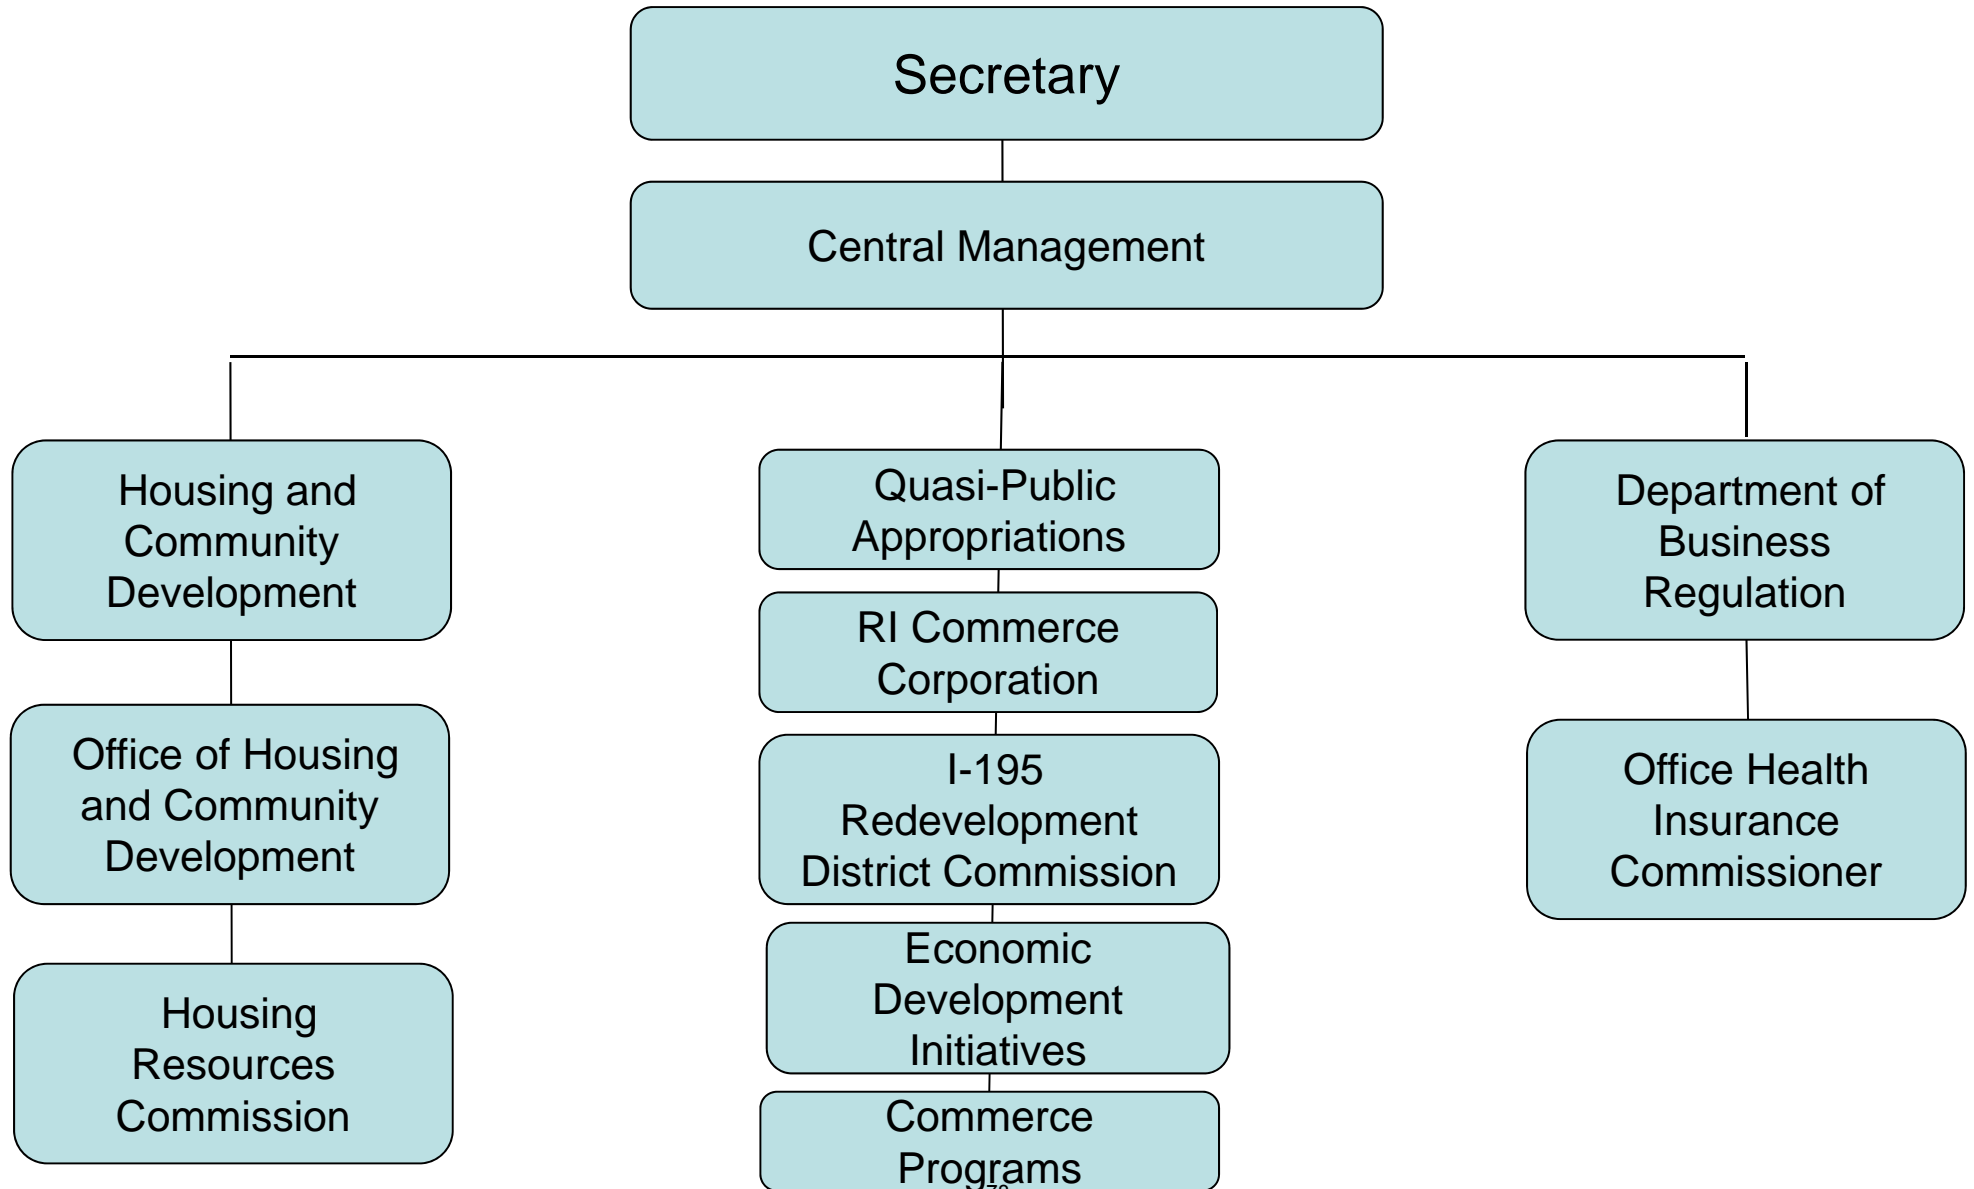 Secretary
Central Management
Housing and
Community
Development
Office of Housing
and Community
Development
Housing
Resources
Commission
Quasi-Public
Appropriations
RI Commerce
Corporation
I-195
Redevelopment
District Commission
Economic
Development
Initiatives
Commerce
Programs
Department of
Business
Regulation
Office Health
Insurance
Commissioner